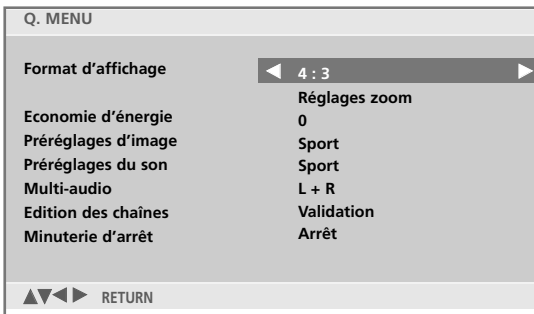 Q. MENU
Format d'affichage 4 : 3
Réglages zoom
Economie d'énergie 0
Préréglages d'image Sport
Préréglages du son Sport
Multi-audio L + R
Edition des chaînes Validation
Minuterie d'arrêt Arrêt
RETURN